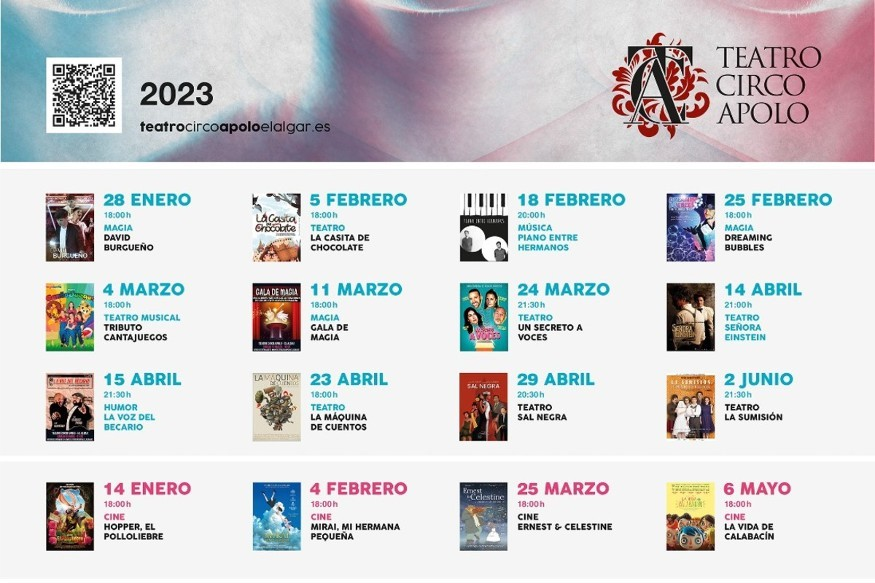 2023
teatrocircoapoloelalgar.es
TEATRO
CIRCO
APOLO
28 ENERO
18:00h
MAGIA
DAVID
BURGUEÑO
5 FEBRERO
18:00h
TEATRO
LA CASITA DE
CHOCOLATE
18 FEBRERO
20:00h
MÚSICA
PIANO ENTRE
HERMANOS
25 FEBRERO
18:00h
MAGIA
DREAMING
BUBBLES
4 MARZO
18:00h
TEATRO MUSICAL
TRIBUTO
CANTAJUEGOS
11 MARZO
18:00h
MAGIA
GALA DE
MAGIA
24 MARZO
21:30h
TEATRO
UN SECRETO A
VOCES
14 ABRIL
21:00h
TEATRO
SEÑORA
EINSTEIN
15 ABRIL
21:30h
HUMOR
LA VOZ DEL
BECARIO
23 ABRIL
18:00h
TEATRO
LA MÁQUINA
DE CUENTOS
29 ABRIL
20:30h
TEATRO
SAL NEGRA
2 JUNIO
21:30h
TEATRO
LA SUMISIÓN
14 ENERO
18:00h
CINE
HOPPER, EL
POLLOLIEBRE
4 FEBRERO
18:00h
CINE
MIRAI, MI HERMANA
PEQUEÑA
25 MARZO
18:00h
CINE
ERNEST & CELESTINE
6 MAYO
18:00h
CINE
LA VIDA DE
CALABACÍN